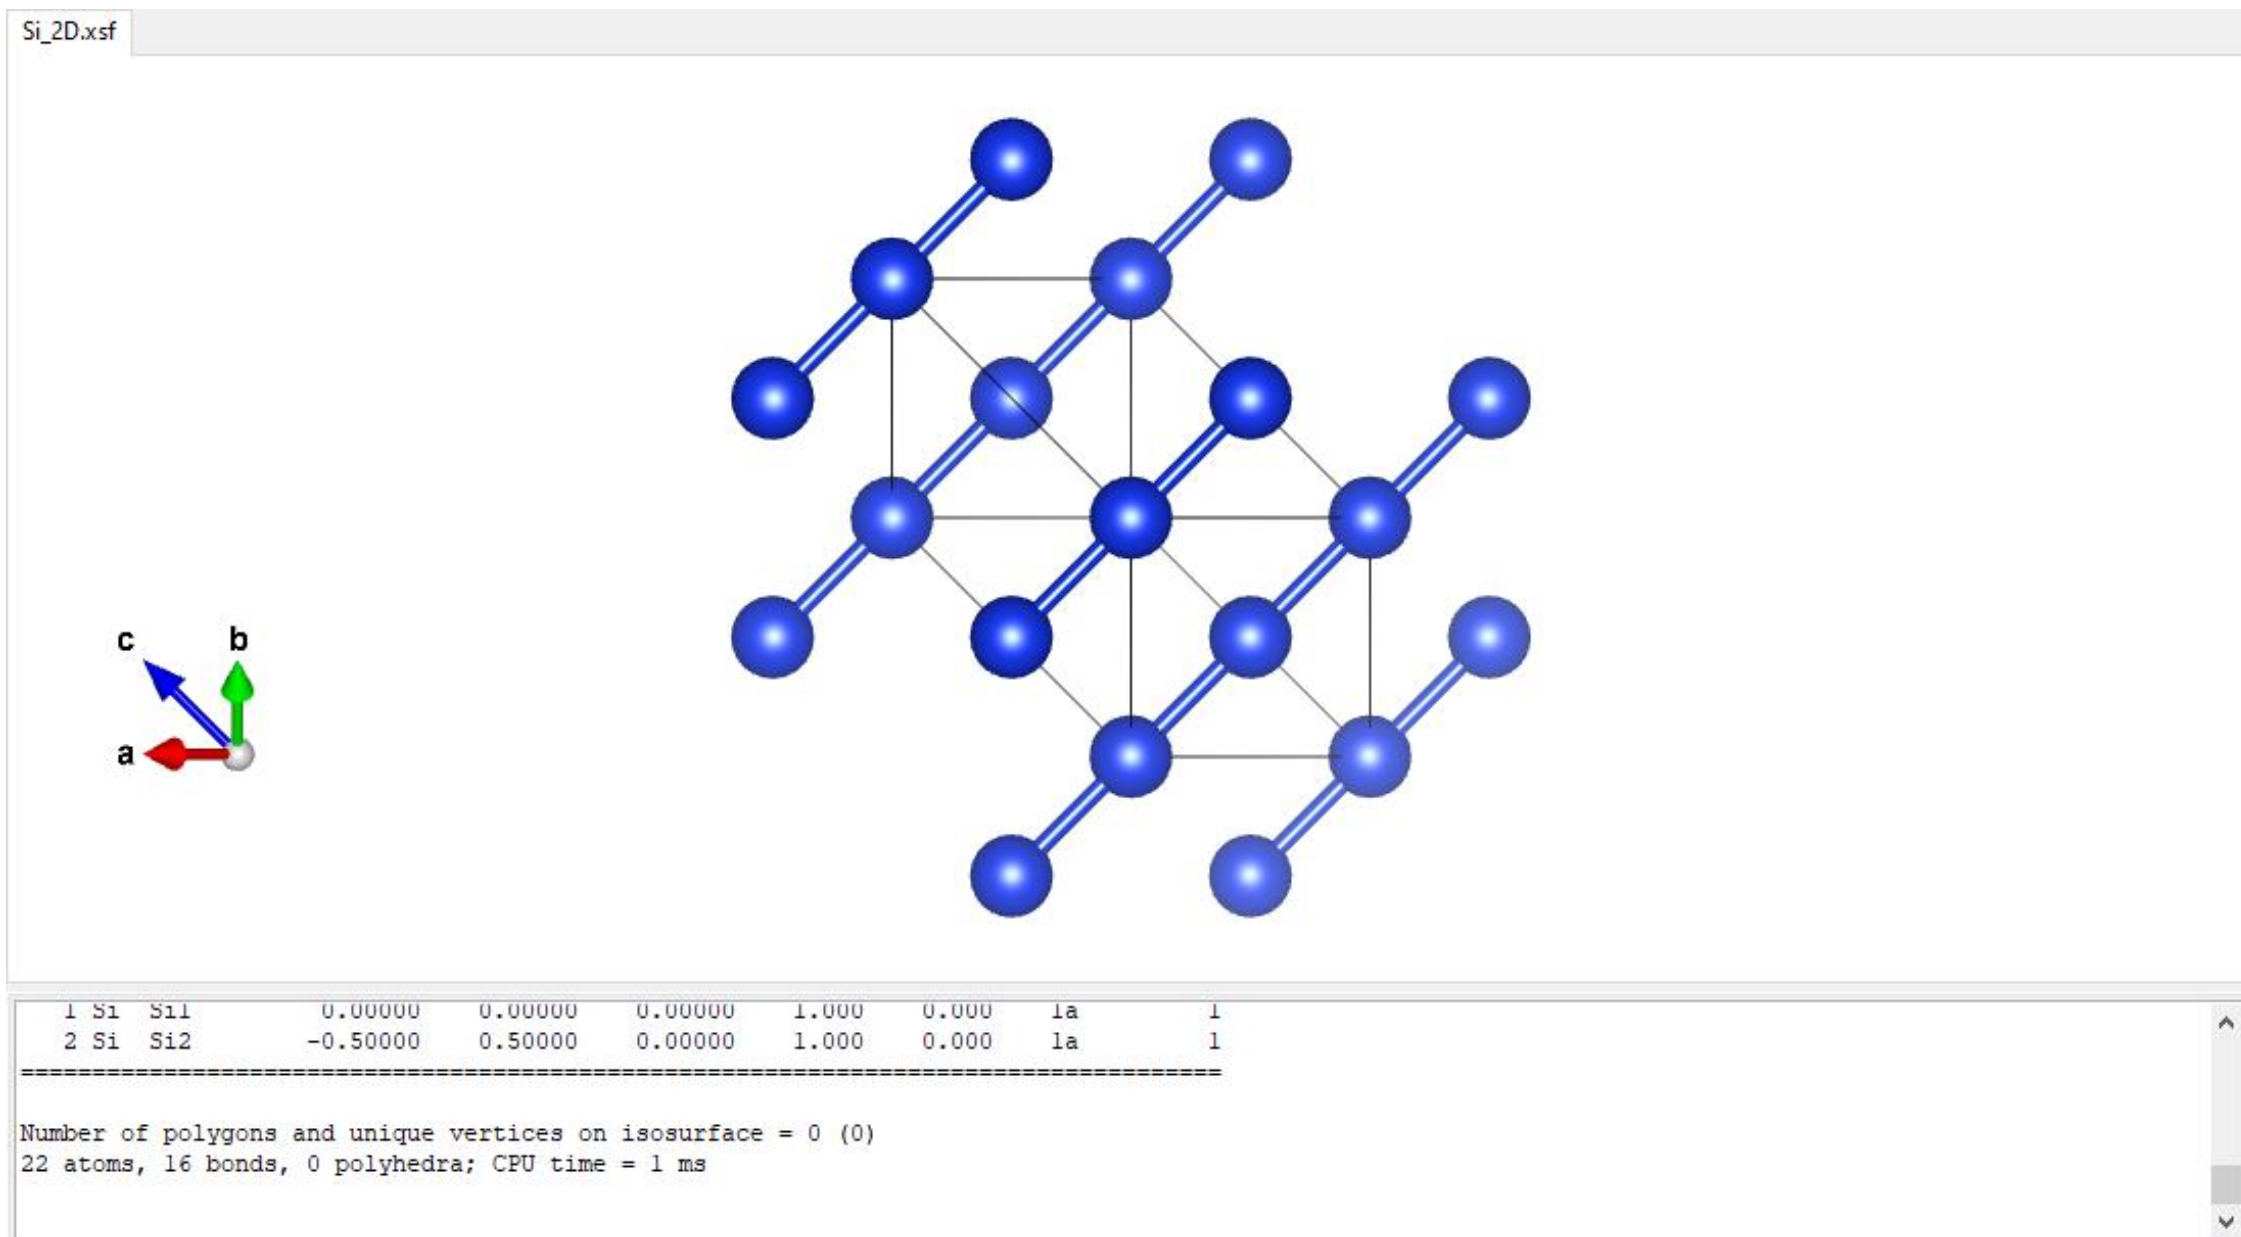 Si_2D.xsf
c b
a
1 Si Si1 0.00000 0.00000 0.00000 1.000 0.000 1a 1
2 Si Si2 -0.50000 0.50000 0.00000 1.000 0.000 1a 1
====================================================================================
Number of polygons and unique vertices on isosurface = 0 (0)
22 atoms, 16 bonds, 0 polyhedra; CPU time = 1 ms